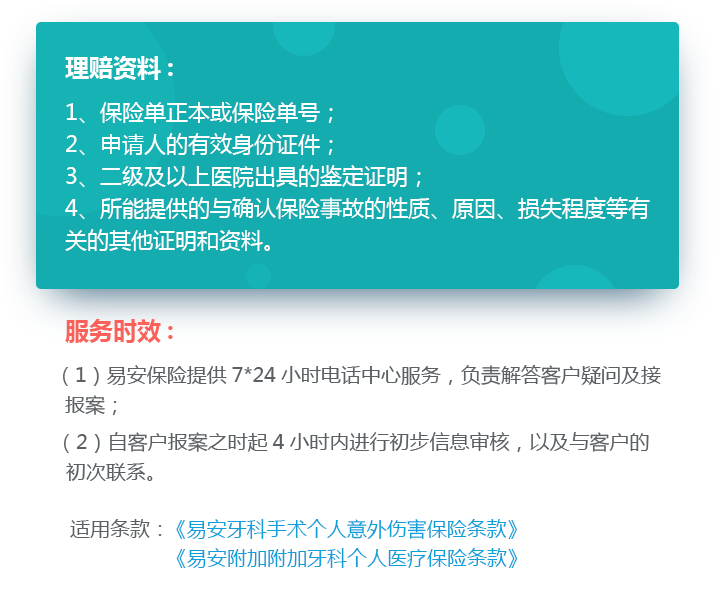 理赔资料：
1、保险单正本或保险单号；
2、申请人的有效身份证件；
3、二级及以上医院出具的鉴定证明；
4、所能提供的与确认保险事故的性质、原因、损失程度等有
关的其他证明和资料。
服务时效：
（1）易安保险提供 7*24 小时电话中心服务，负责解答客户疑问及接
报案；
（2）自客户报案之时起 4 小时内进行初步信息审核，以及与客户的
初次联系。
适用条款：《易安牙科手术个人意外伤害保险条款》
《易安附加附加牙科个人医疗保险条款》